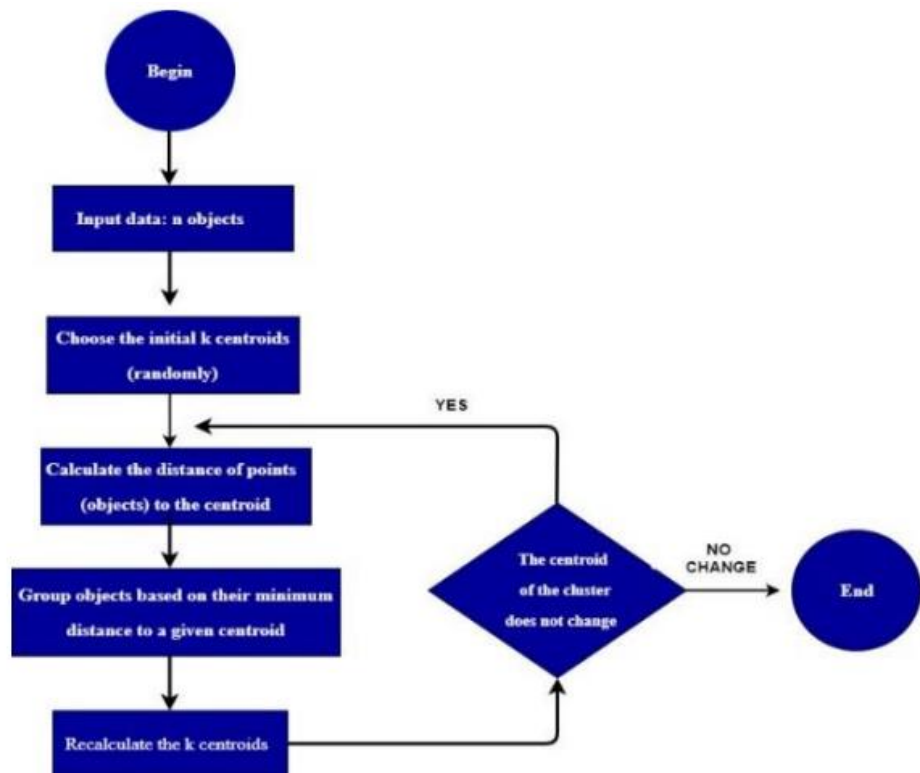 Begin
Input data: n objects
Choose the initial k centroids
(randomly)
YES
Calculate the distance of points
(objects) to the centroid
Group objects based on their minimum
distance to a given centroid
Recalculate the k centroids
The centroid
of the cluster
does not change
NO
CHANGE
End